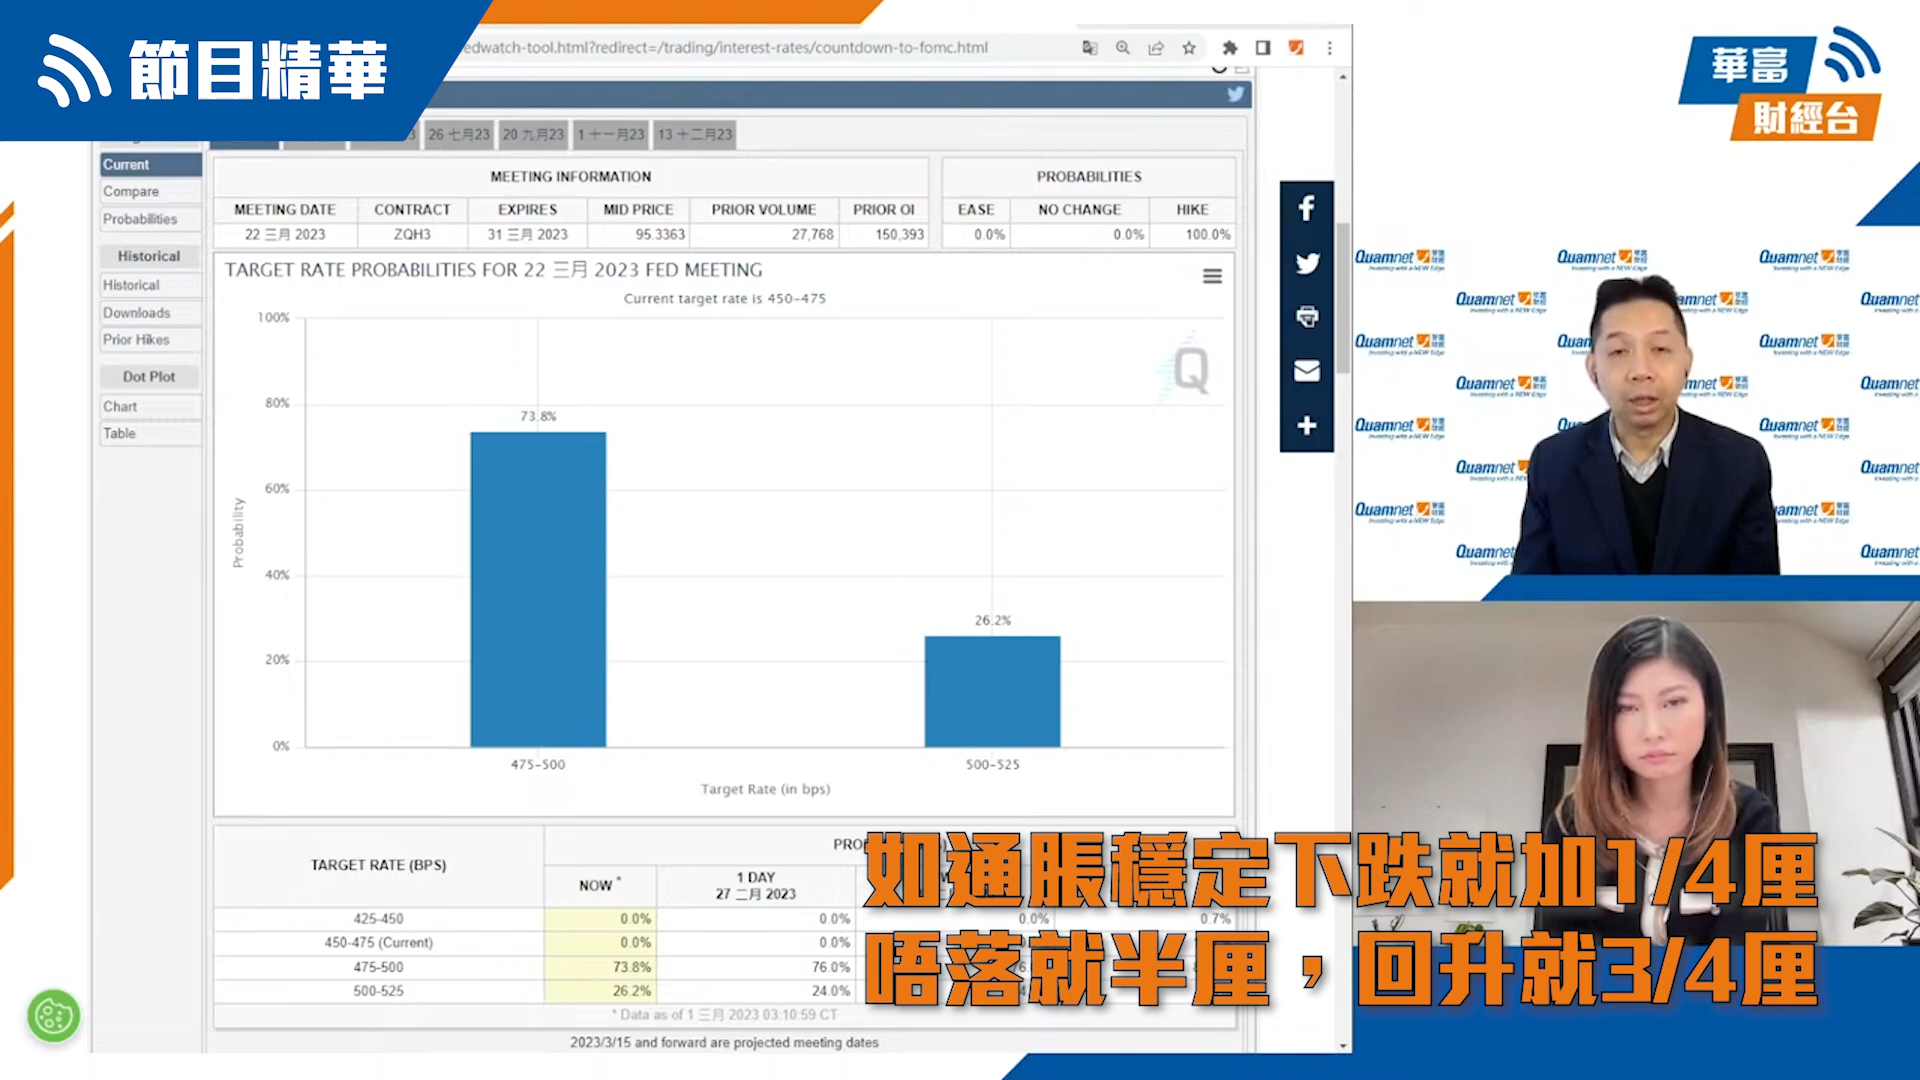 節目精華
edwatch-tool.html?redirect=/trading/interest-rates/countdown-to-fomc.html
華富
財經台
26 七月23 20 九月23 1 十一月23 13 十二月23
Current
Compare
Probabilities
Historical
Historical
Downloads
Prior Hikes
Dot Plot
Chart
Table
MEETING INFORMATION
MEETING DATE CONTRACT EXPIRES MID PRICE PRIOR VOLUME PRIOR OI
22 三月 2023 ZQH3 31 三月 2023 95.3363 27,768 150,393
PROBABILITIES
EASE NO CHANGE HIKE
0.0% 0.0% 100.0%
TARGET RATE PROBABILITIES FOR 22 三月 2023 FED MEETING
Current target rate is 450-475
100%
80%
60%
40%
20%
0%
Probability
73.8%
26.2%
475-500 500-525
Target Rate (in bps)
Q
TARGET RATE (BPS)
NOW *
1 DAY
27 二月 2023
425-450 0.0% 0.0% 0.0% 0.7%
450-475 (Current) 0.0% 0.0%
475-500 73.8% 76.0%
500-525 26.2% 24.0%
* Data as of 1 三月 2023 03:10:59 CT
2023/3/15 and forward are projected meeting dates
Quamnet 華富財經
Investing with a NEW Edge
如通脹穩定下跌就加1/4厘
唔落就半厘，回升就3/4厘